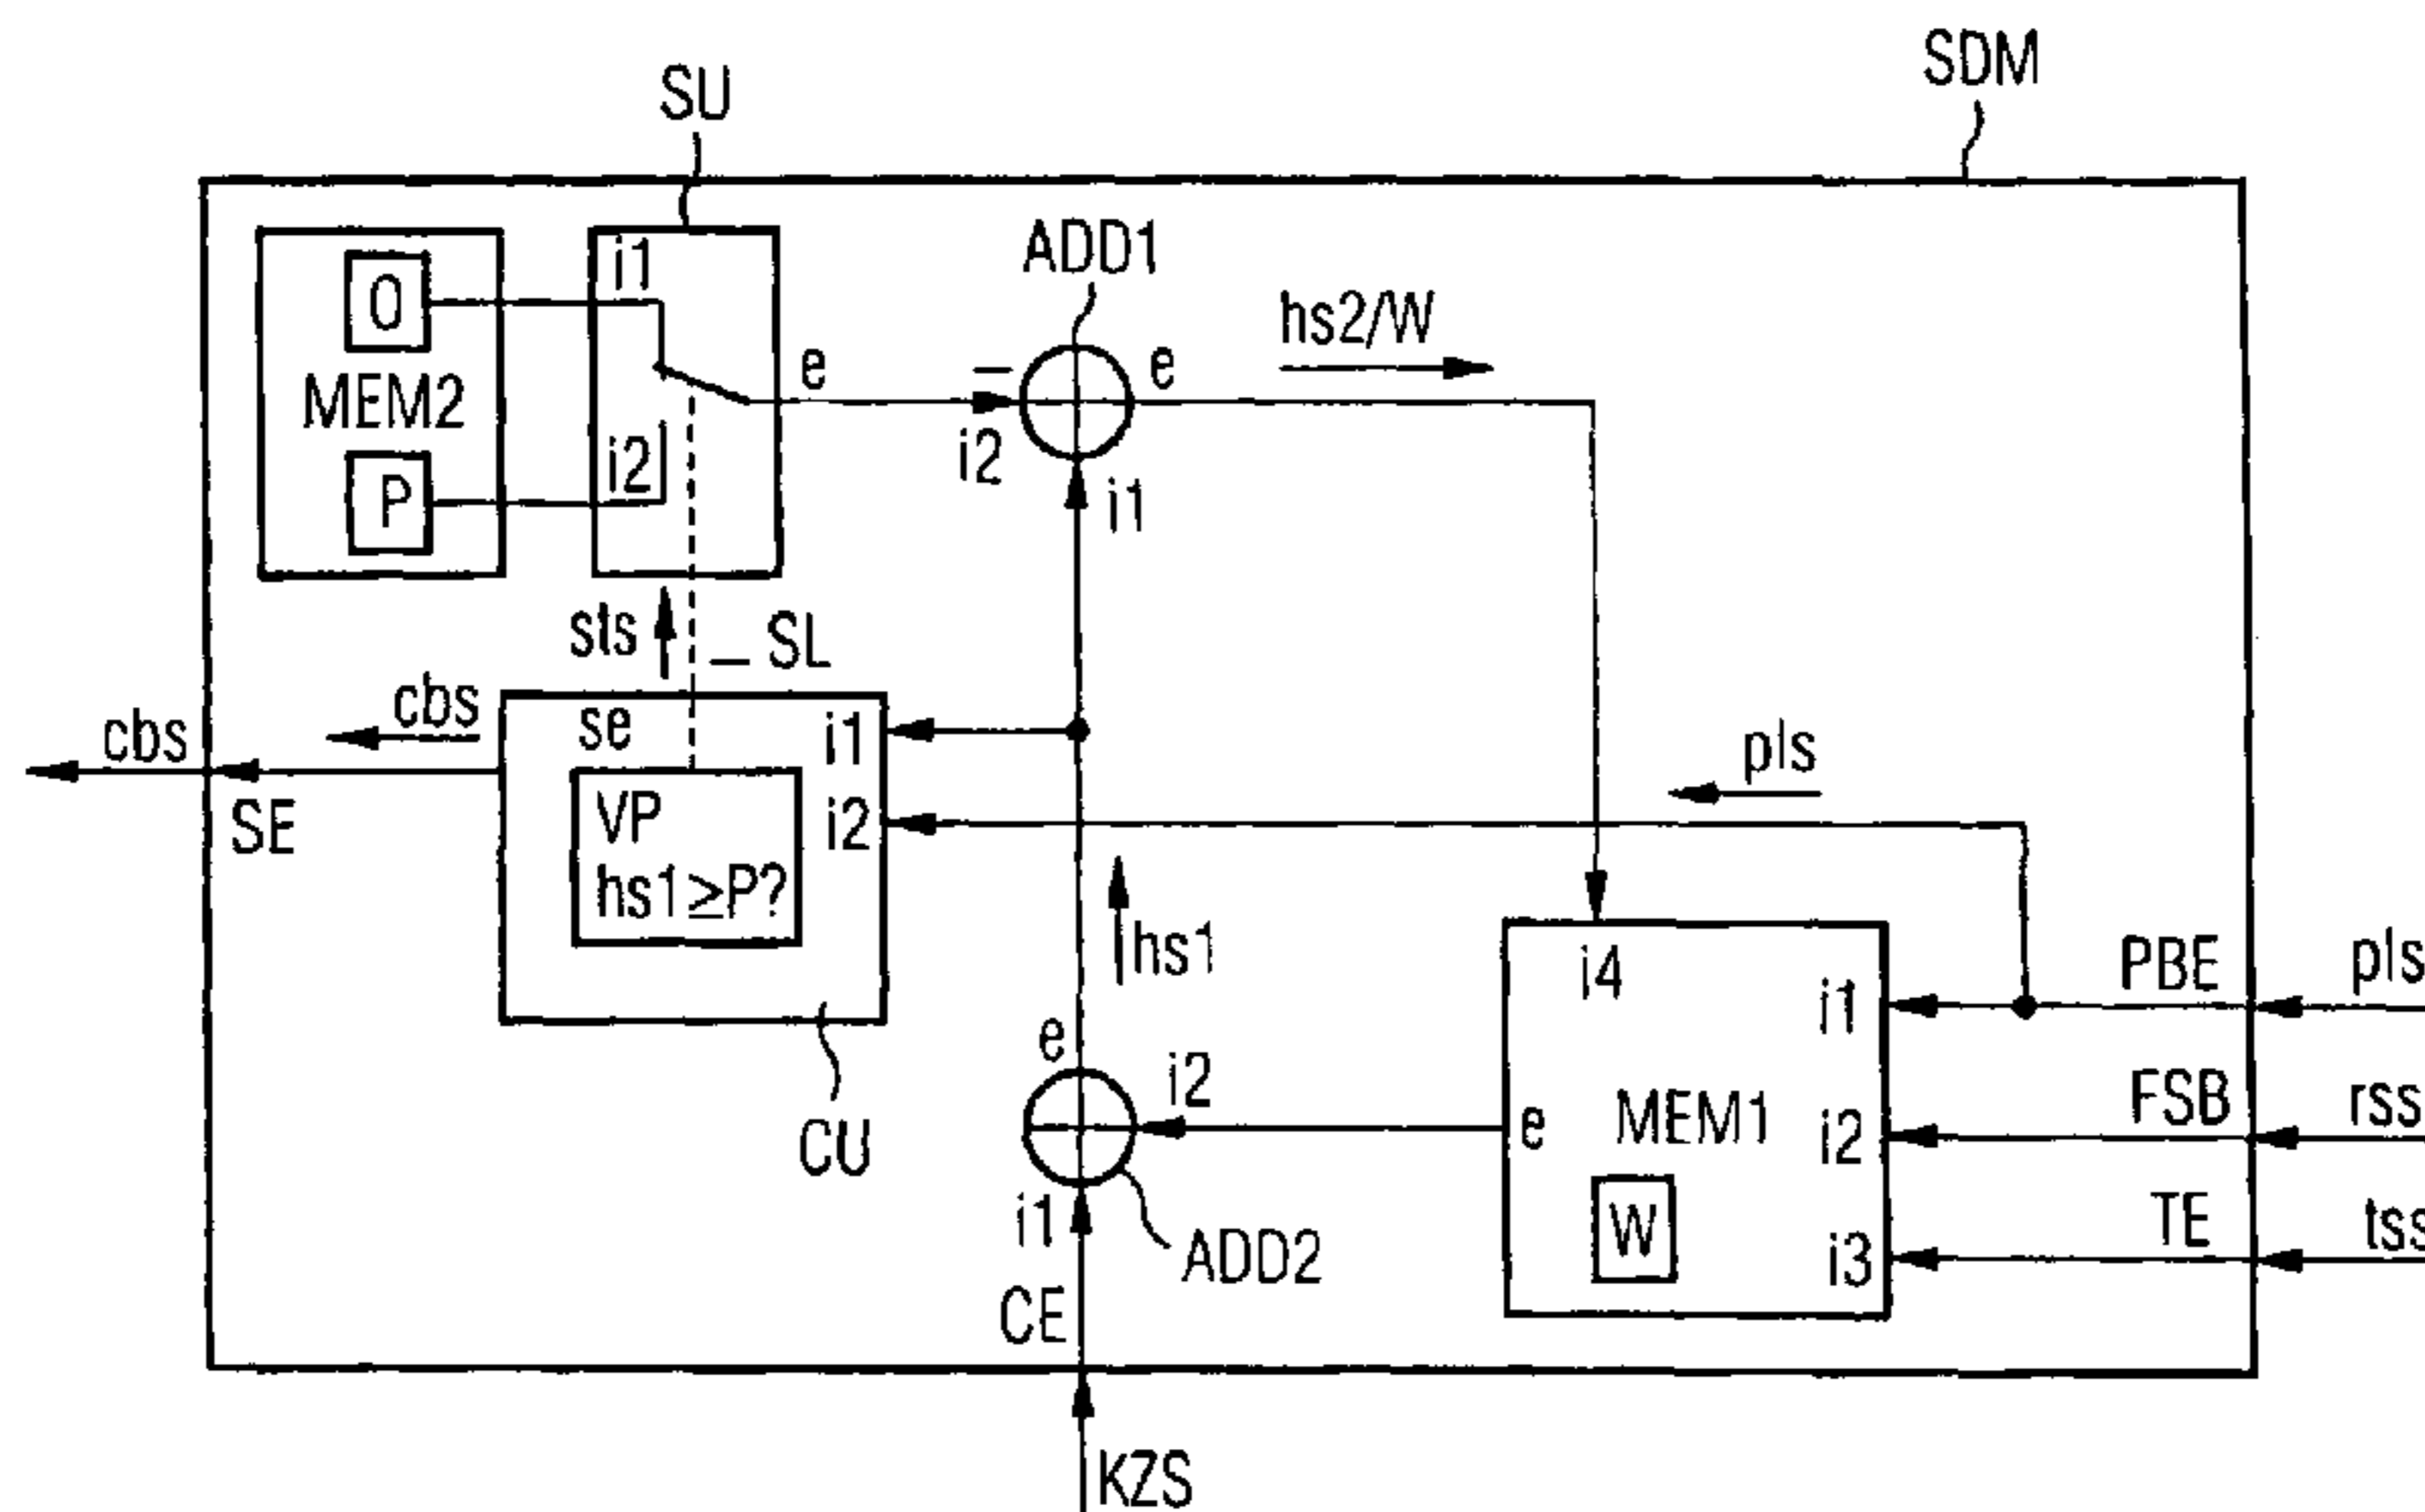 SDM
SU
ADD1
i1
O
hs2/W
e
e
MEM2
–
i2
i2
P
i1
sts
SL
cbs
cbs
se
i1
pls
SE
VP
i2
hs1≥P?
hs1
i4
PBE
pls
i1
e
i2
FSB
rss
CU
e
MEM1
i2
i1
W
TE
tss
ADD2
i3
CE
KZS